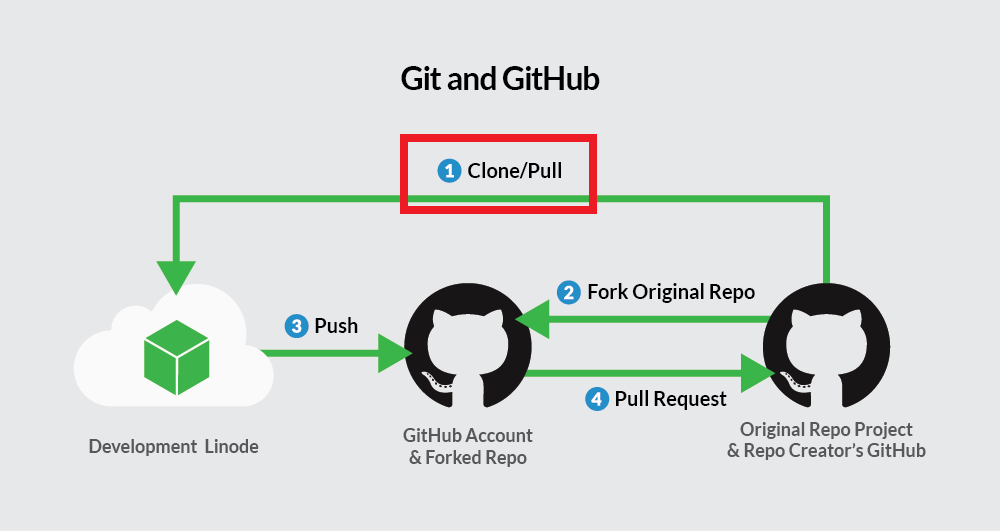 Git and GitHub
1 Clone/Pull
2 Fork Original Repo
3 Push
4 Pull Request
Development Linode
GitHub Account
& Forked Repo
Original Repo Project
& Repo Creator's GitHub